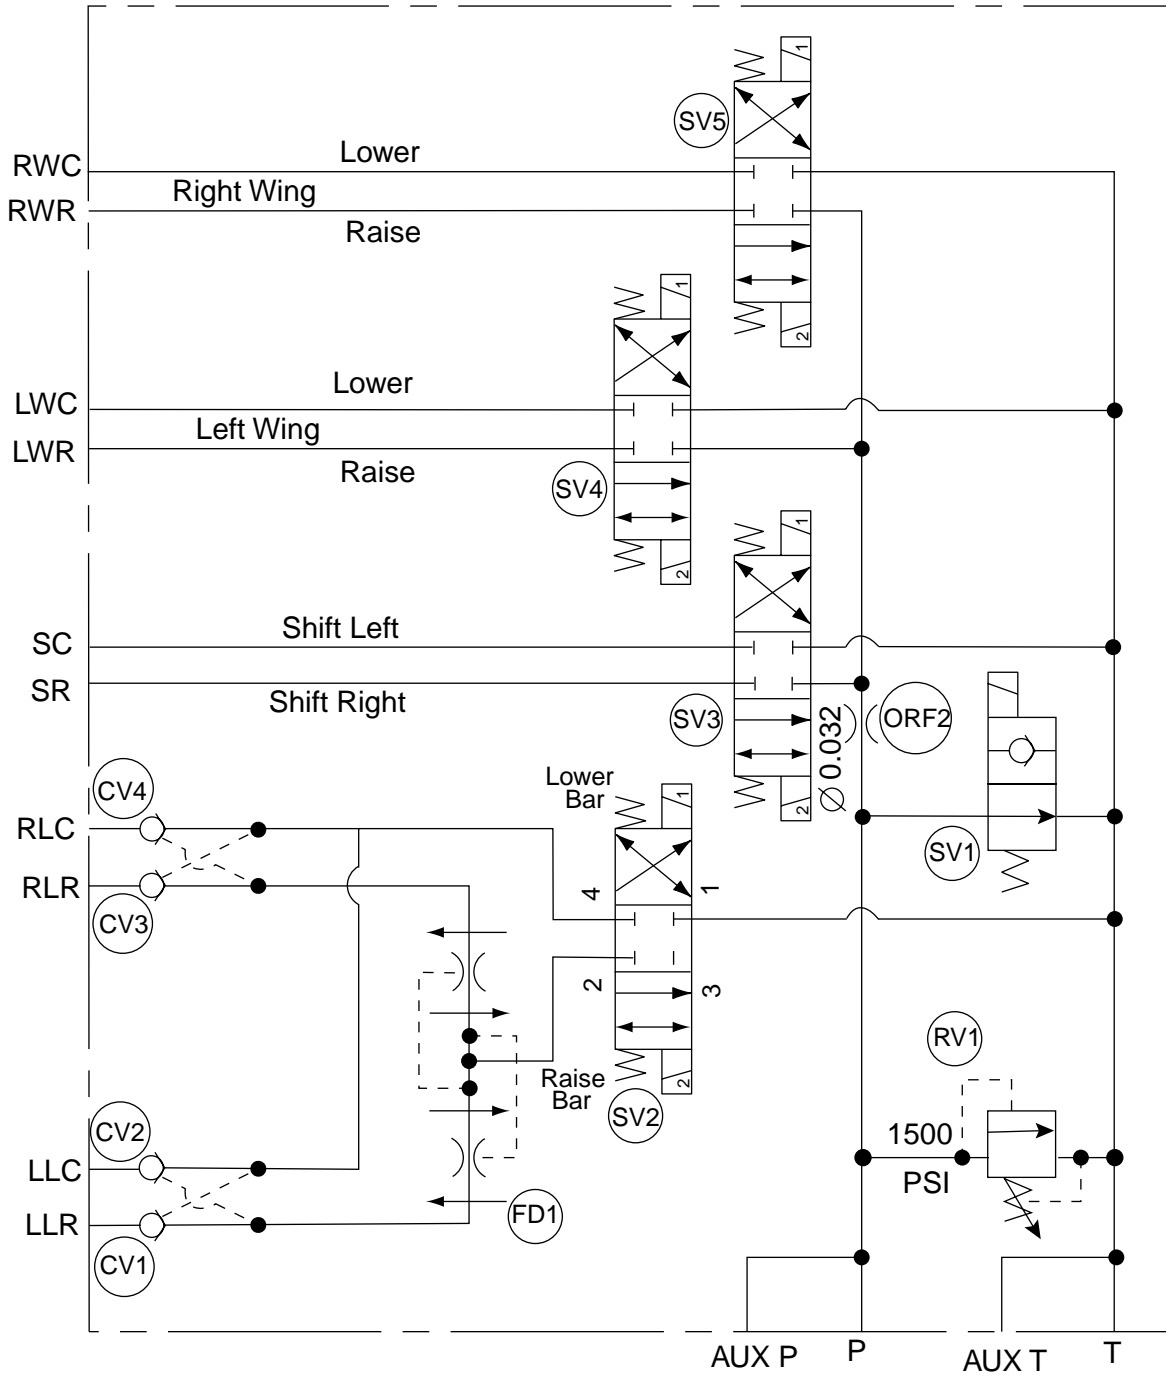 1
SV5
RWC
Lower
Right Wing
RWR
Raise
2
1
Lower
LWC
Left Wing
LWR
Raise
SV4
2
1
SC
Shift Left
SR
Shift Right
SV3
Ø 0.032
ORF2
2
CV4
Lower
Bar
1
RLC
SV1
RLR
4
1
CV3
2
3
RV1
Raise
Bar
2
SV2
CV2
1500
PSI
LLC
LLR
FD1
CV1
AUX P
P
AUX T
T